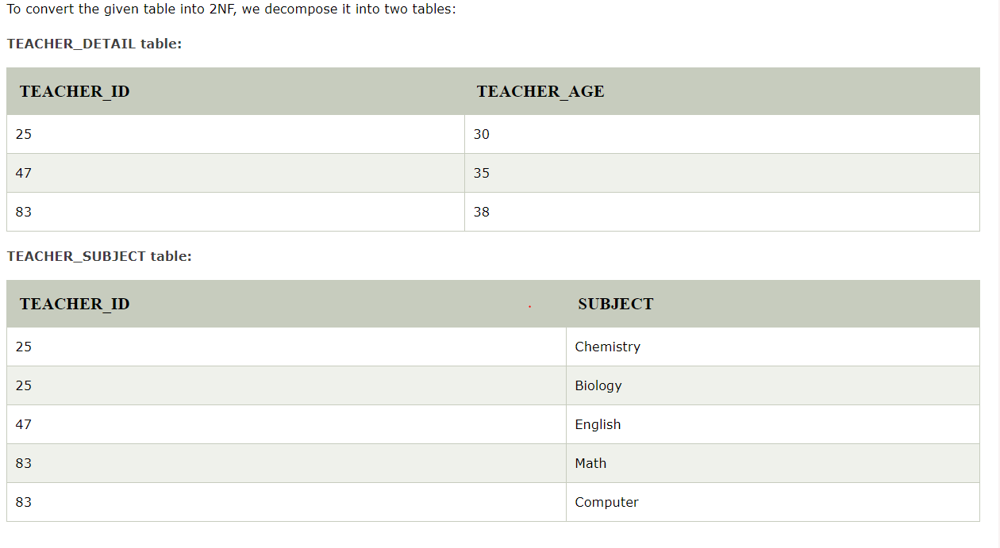 To convert the given table into 2NF, we decompose it into two tables:
TEACHER_DETAIL table:
TEACHER_ID TEACHER_AGE
25 30
47 35
83 38
TEACHER_SUBJECT table:
TEACHER_ID SUBJECT
25 Chemistry
25 Biology
47 English
83 Math
83 Computer